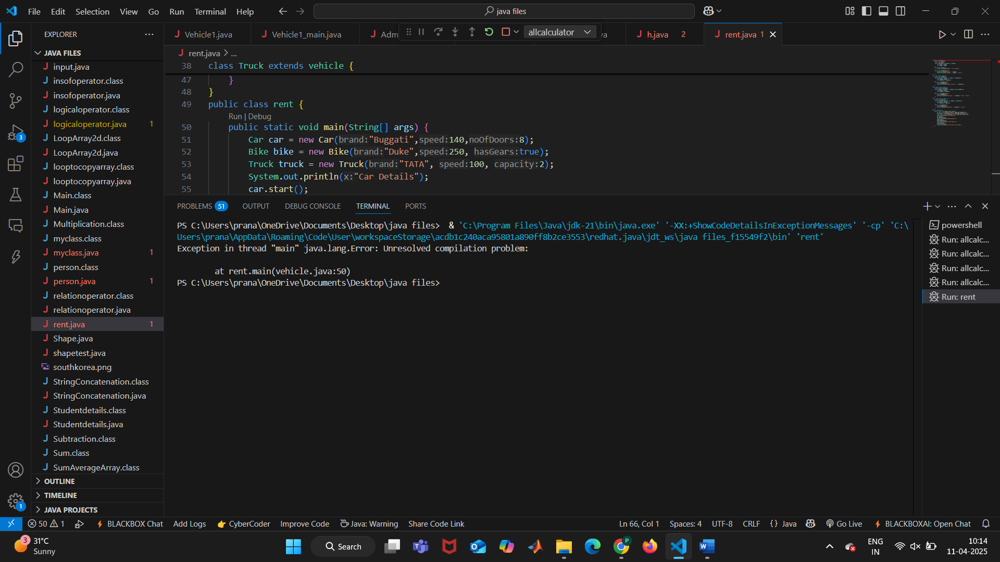 File Edit Selection View Go Run Terminal Help
java files
EXPLORER
JAVA FILES
input.java
insofoperator.class
insofoperator.java
logicaloperator.class
logicaloperator.java 1
LoopArray2d.class
LoopArray2d.java
looptocopyarray.class
looptocopyarray.java
Main.class
Main.java
Multiplication.class
myclass.class
myclass.java 1
person.class
person.java 1
relationoperator.class
relationoperator.java
rent.java 1
Shape.java
shapetest.java
southkorea.png
StringConcatenation.class
StringConcatenation.java
Studentdetails.class
Studentdetails.java
Subtraction.class
Sum.class
SumAverageArray.class
OUTLINE
TIMELINE
JAVA PROJECTS
3
1
Vehicle1.java Vehicle1_main.java Adm allcalculator va h.java 2 rent.java 1
rent.java > ...
38 class Truck extends vehicle {
47 }
48 }
49 public class rent {
Run | Debug
50 public static void main(String[] args) {
51 Car car = new Car(brand:"Buggati",speed:140,noOfDoors:8);
52 Bike bike = new Bike(brand:"Duke",speed:250, hasGears:true);
53 Truck truck = new Truck(brand:"TATA", speed:100, capacity:2);
54 System.out.println(x:"Car Details");
55 car.start();
PROBLEMS 51 OUTPUT DEBUG CONSOLE TERMINAL PORTS
PS C:\Users\prana\OneDrive\Documents\Desktop\java files> & 'C:\Program Files\Java\jdk-21\bin\java.exe' '-XX:+ShowCodeDetailsInExceptionMessages' '-cp' 'C:\
Users\prana\AppData\Roaming\Code\User\workspaceStorage\acdb1c240aca95801a890ff8b2ce3553\redhat.java\jdt_ws\java files_f15549f2\bin' 'rent'
Exception in thread "main" java.lang.Error: Unresolved compilation problem:
at rent.main(vehicle.java:50)
PS C:\Users\prana\OneDrive\Documents\Desktop\java files>
powershell
Run: allcalc...
Run: allcalc...
Run: allcalc...
Run: allcalc...
Run: rent
50 1 BLACKBOX Chat Add Logs CyberCoder Improve Code Java: Warning Share Code Link Ln 66, Col 1 Spaces: 4 UTF-8 CRLF {} Java Go Live BLACKBOXAI: Open Chat
3 31°C
Sunny
Search
ENG
IN
10:14
11-04-2025